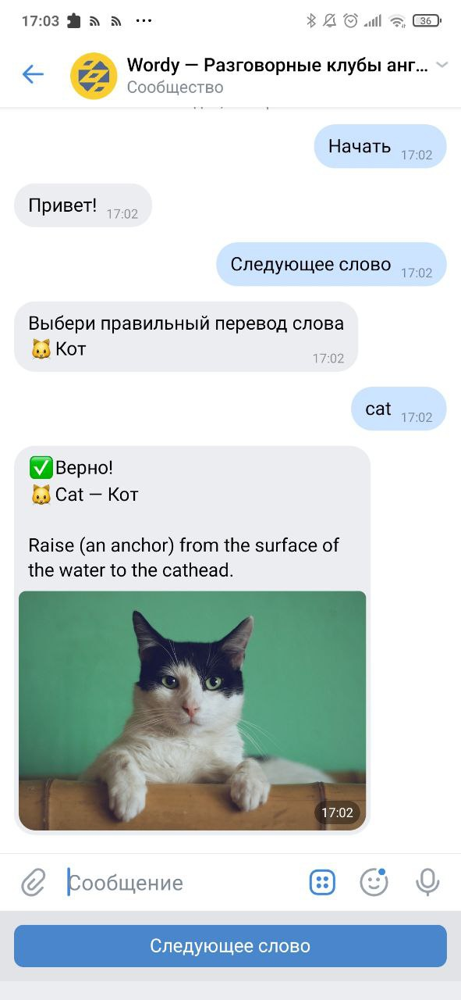 17:03
36
Wordy — Разговорные клубы анг...
Сообщество
Начать 17:02
Привет! 17:02
Следующее слово 17:02
Выбери правильный перевод слова
🐱 Кот 17:02
cat 17:02
✅Верно!
🐱 Cat — Кот
Raise (an anchor) from the surface of
the water to the cathead.
17:02
Сообщение
Следующее слово